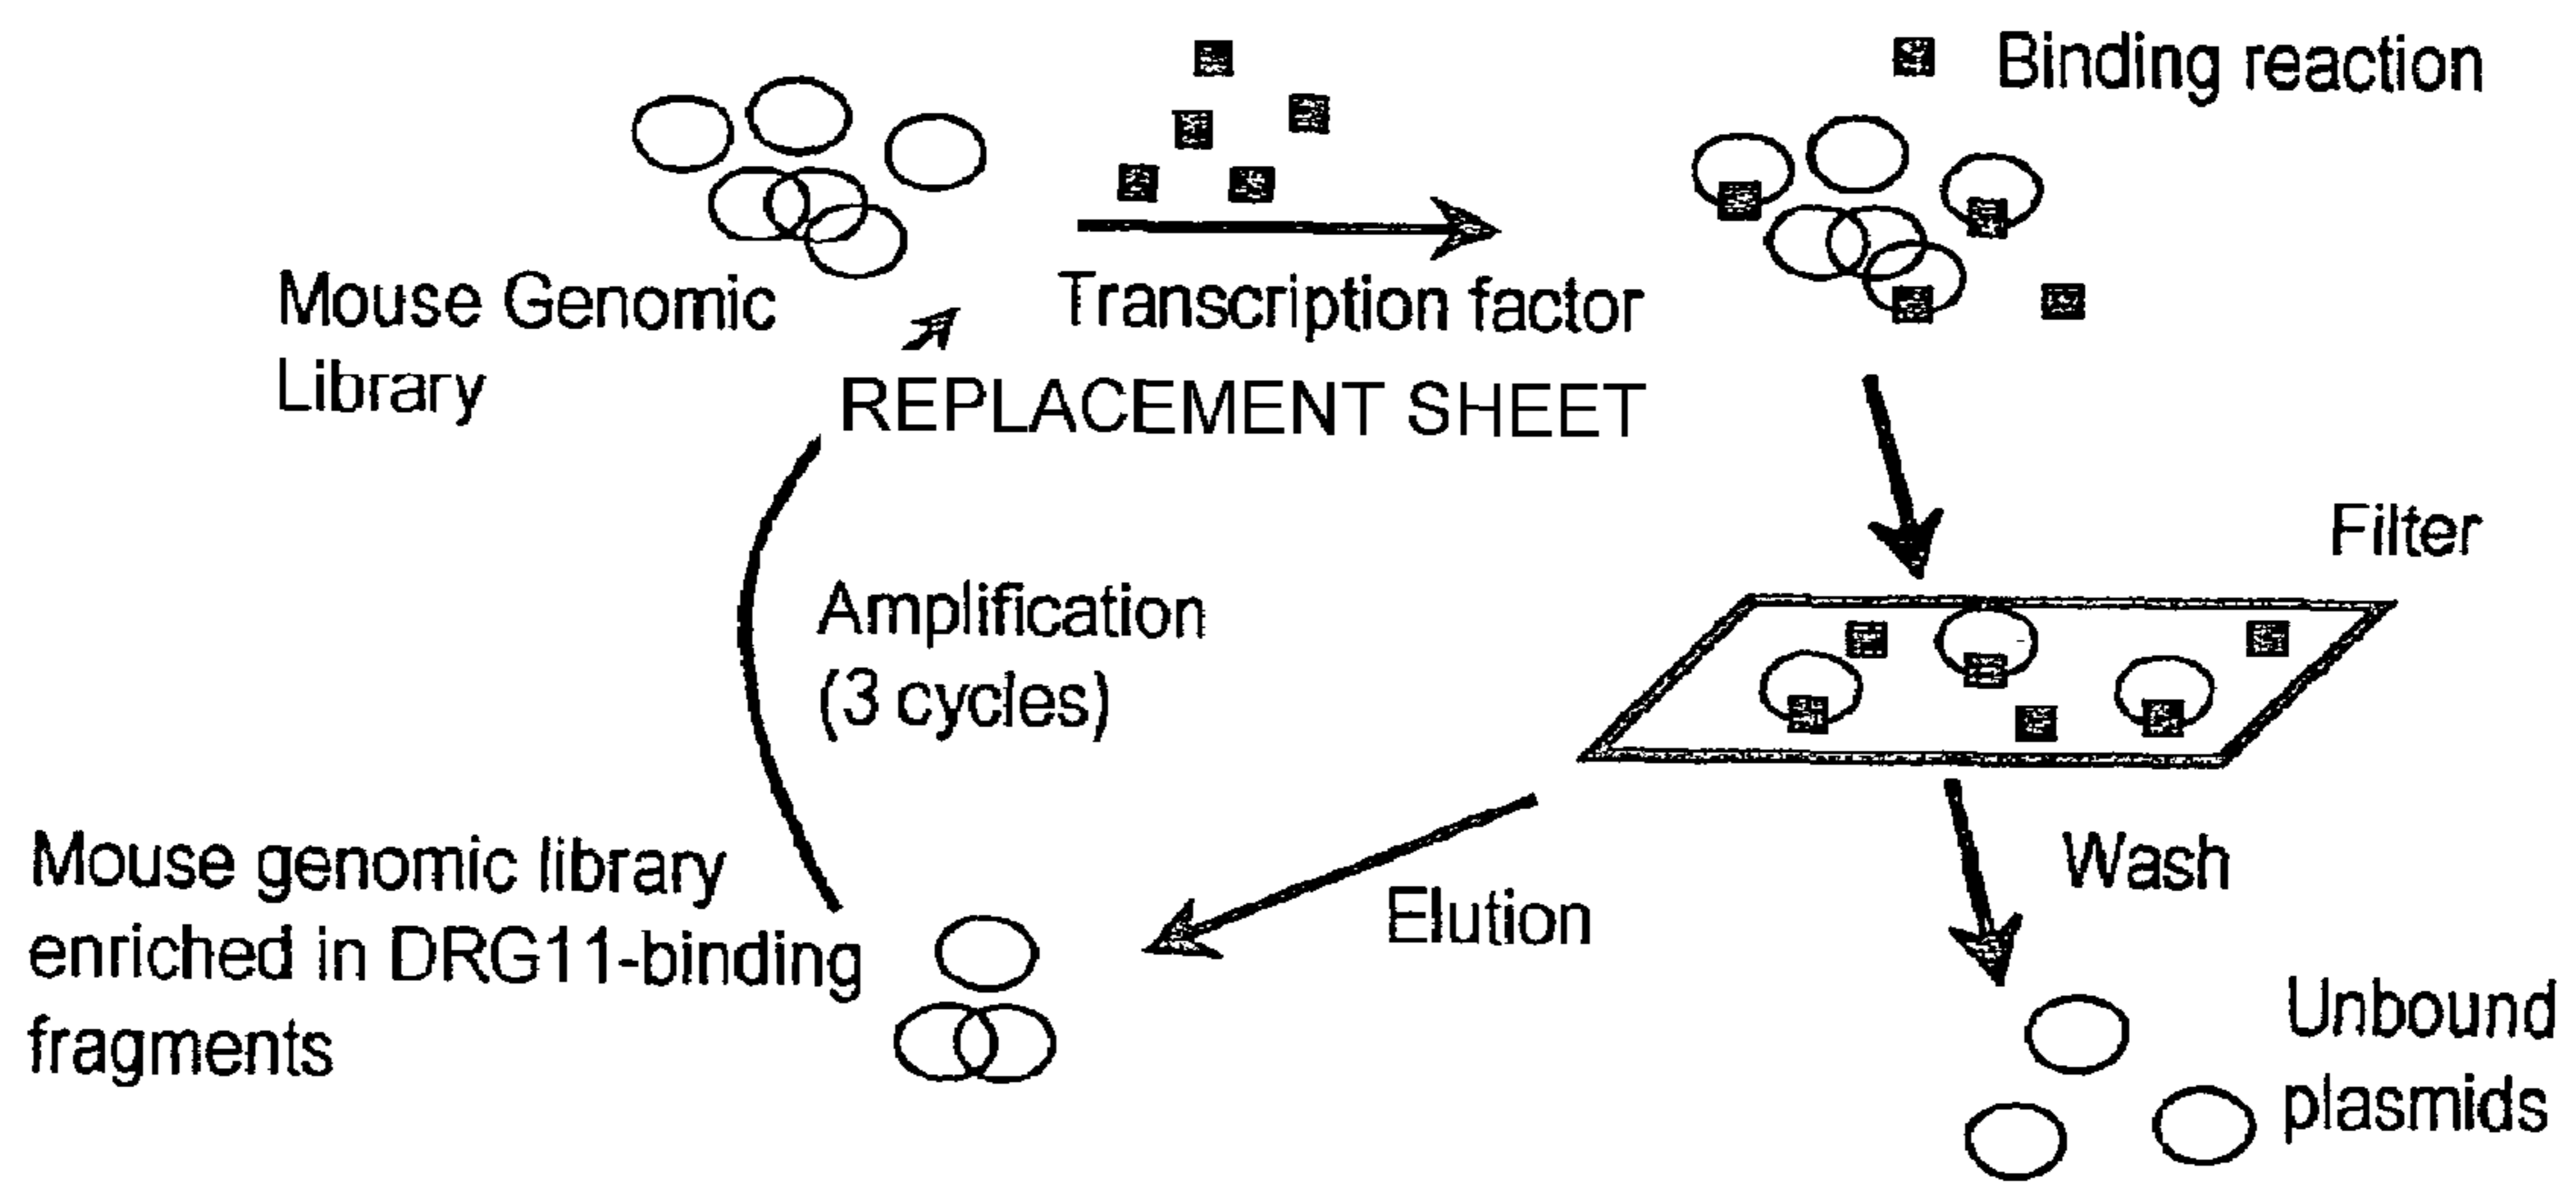 Binding reaction
Mouse Genomic
Library
Transcription factor
REPLACEMENT SHEET
Filter
Amplification
(3 cycles)
Mouse genomic library
enriched in DRG11-binding
fragments
Elution
Wash
Unbound
plasmids